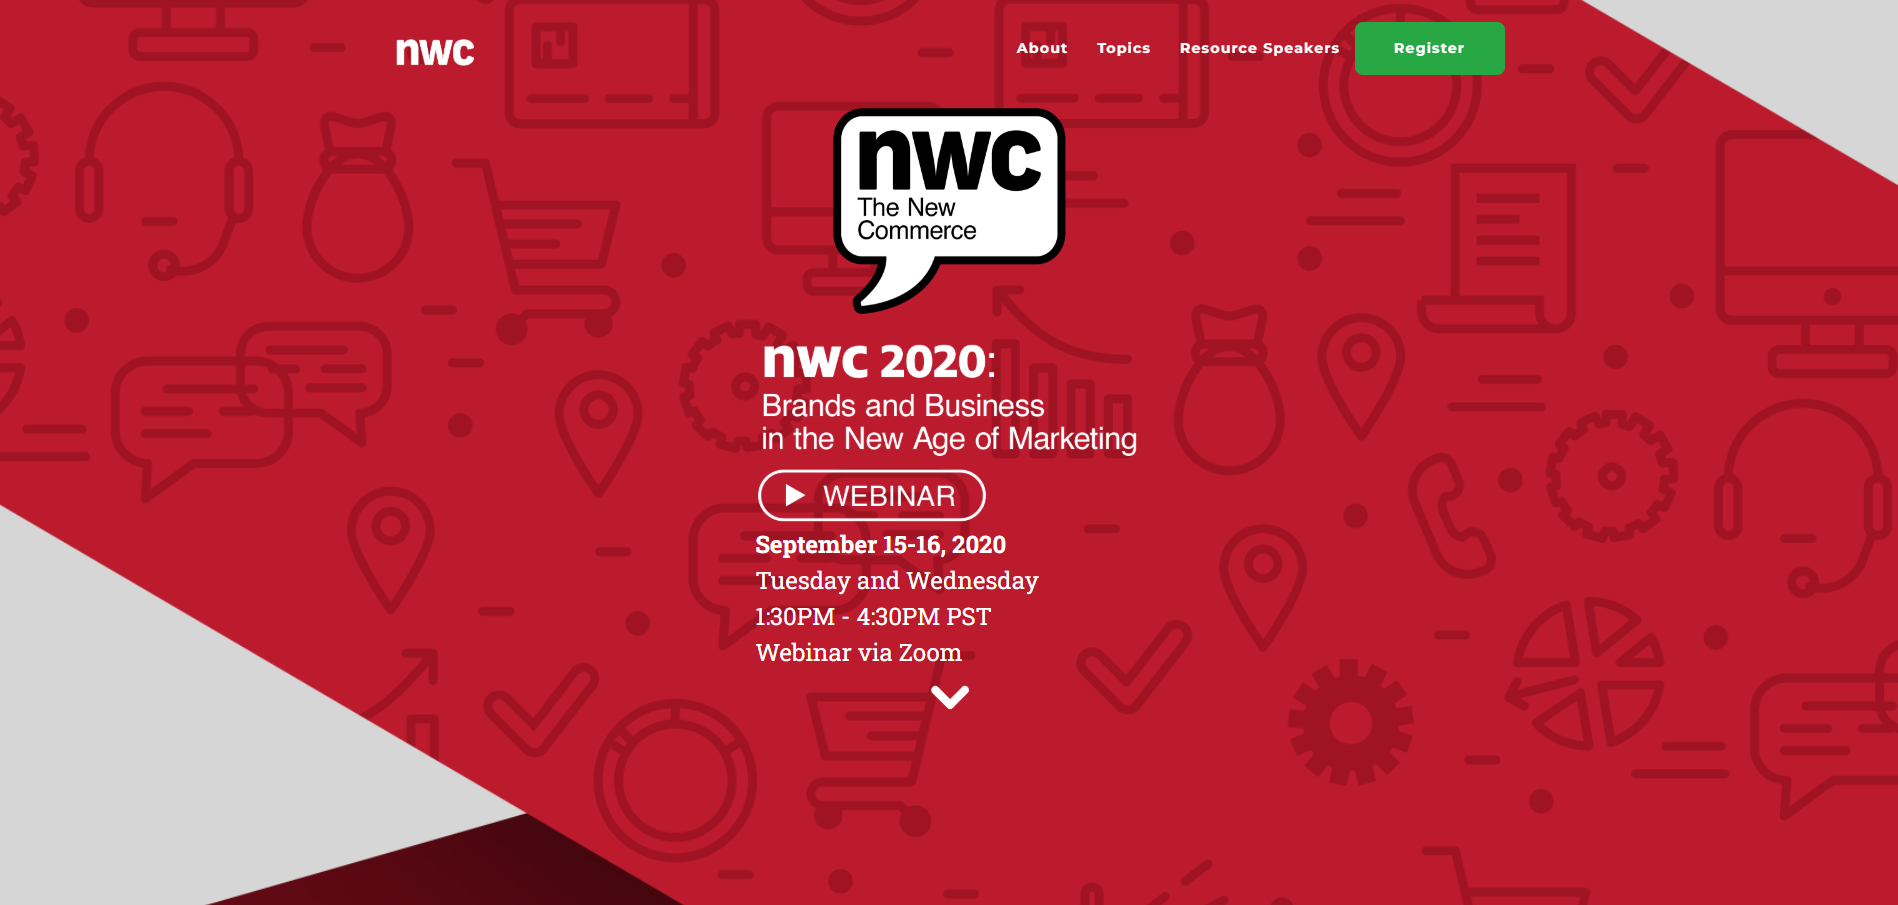 nwc
About
Topics
Resource Speakers
Register
nwc
The New
Commerce
nwc 2020:
Brands and Business
in the New Age of Marketing
WEBINAR
September 15-16, 2020
Tuesday and Wednesday
1:30PM - 4:30PM PST
Webinar via Zoom